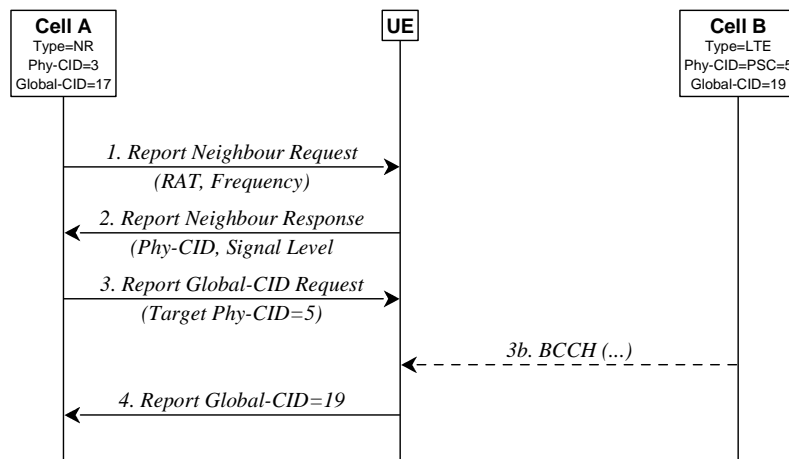 Cell A
Type=NR
Phy-CID=3
Global-CID=17
UE
Cell B
Type=LTE
Phy-CID=PSC=5
Global-CID=19
1. Report Neighbour Request
(RAT, Frequency)
2. Report Neighbour Response
(Phy-CID, Signal Level
3. Report Global-CID Request
(Target Phy-CID=5)
3b. BCCH (...)
4. Report Global-CID=19